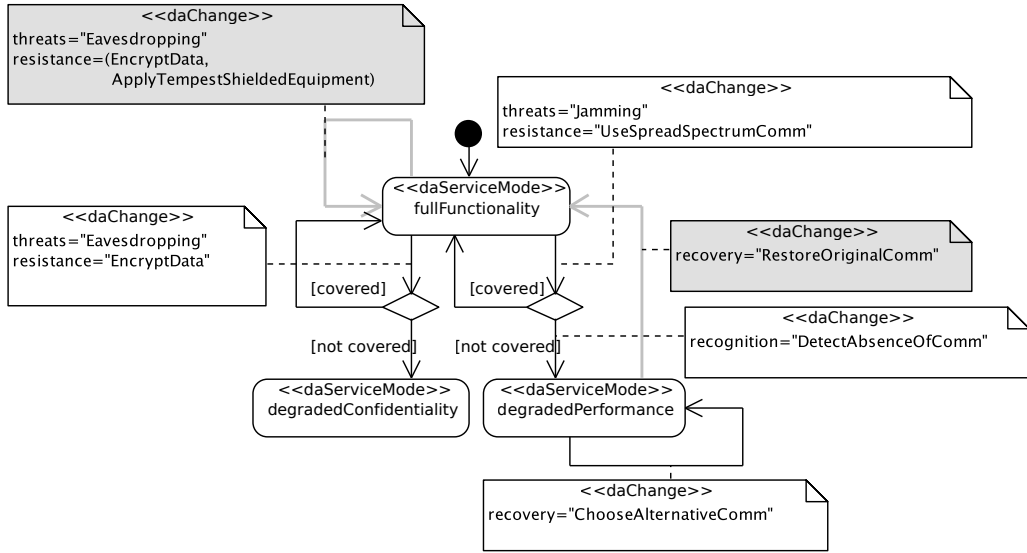 <<daChange>>
threats="Eavesdropping"
resistance=(EncryptData,
ApplyTempestShieldedEquipment)
<<daChange>>
threats="Jamming"
resistance="UseSpreadSpectrumComm"
<<daServiceMode>>
fullFunctionality
<<daChange>>
threats="Eavesdropping"
resistance="EncryptData"
<<daChange>>
recovery="RestoreOriginalComm"
[covered]
[covered]
<<daChange>>
recognition="DetectAbsenceOfComm"
[not covered]
[not covered]
<<daServiceMode>>
degradedConfidentiality
<<daServiceMode>>
degradedPerformance
<<daChange>>
recovery="ChooseAlternativeComm"